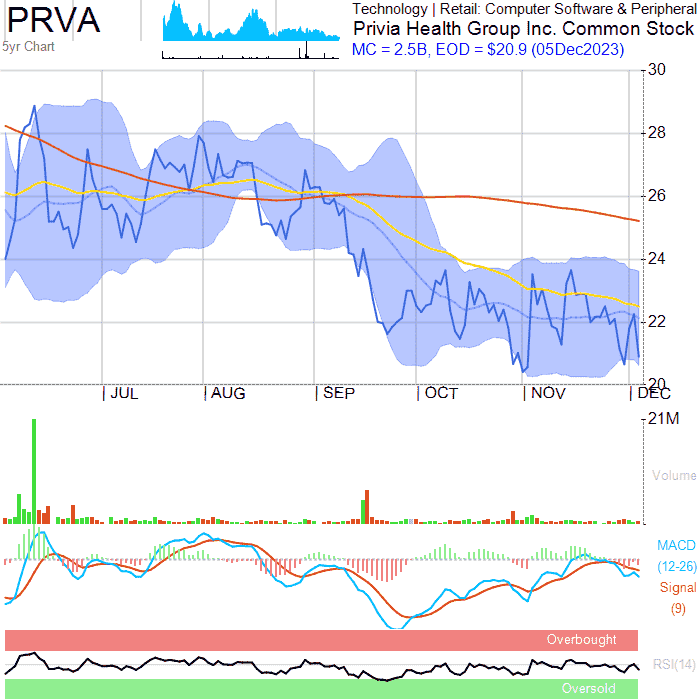 PRVA
5yr Chart
Technology | Retail: Computer Software & Peripheral
Privia Health Group Inc. Common Stock
MC = 2.5B, EOD = $20.9 (05Dec2023)
30
28
26
24
22
20
JUL
AUG
SEP
OCT
NOV
DEC
21M
Volume
MACD
(12-26)
Signal
(9)
Overbought
RSI(14)
Oversold